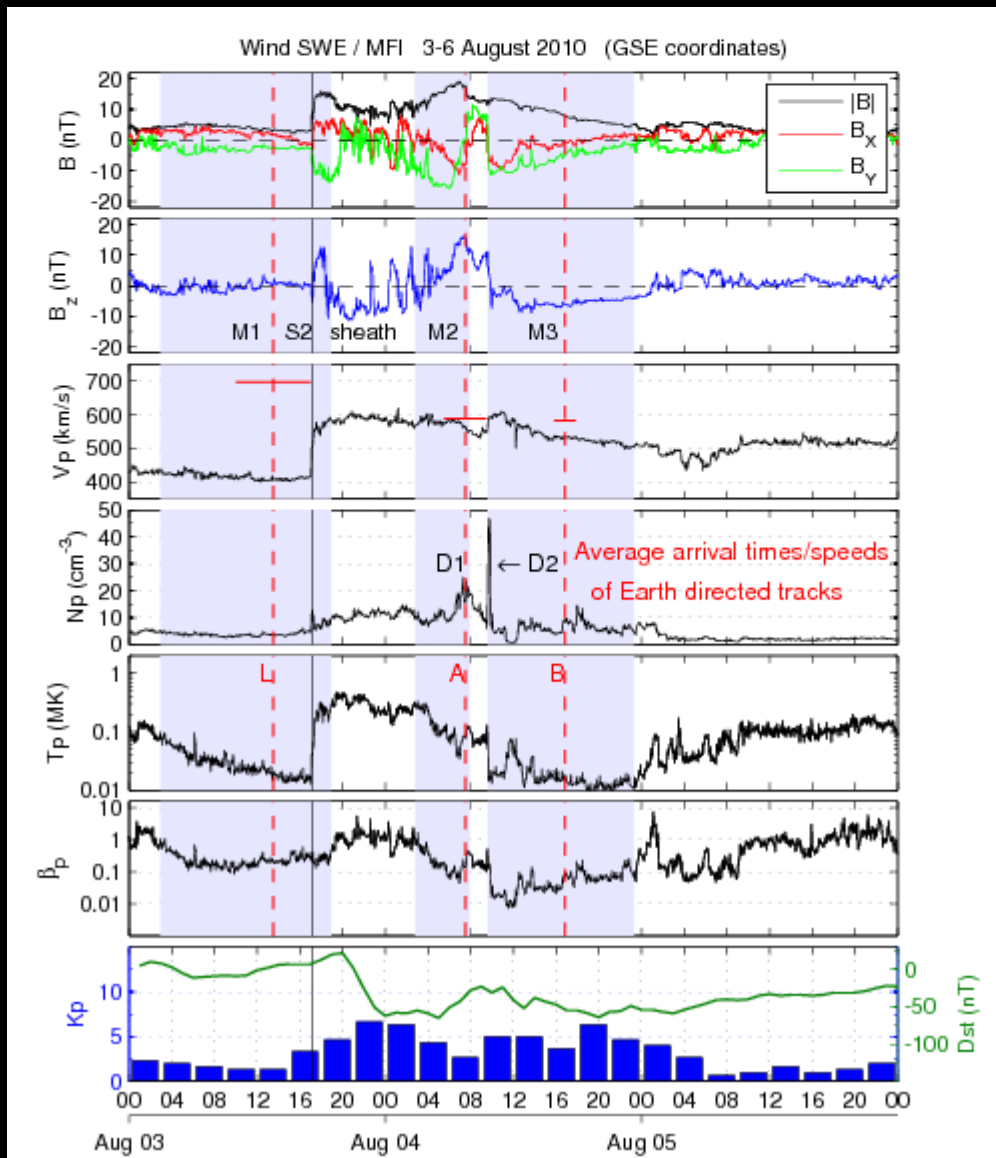 Wind SWE / MFI 3-6 August 2010 (GSE coordinates)
B (nT)
20
10
0
-10
-20
|B|
B_X
B_Y
B_z (nT)
20
10
0
-10
-20
M1 S2 sheath M2 M3
Vp (km/s)
700
600
500
400
Np (cm⁻³)
50
40
30
20
10
0
D1 ← D2
Average arrival times/speeds
of Earth directed tracks
Tp (MK)
1
0.1
0.01
L A B
β_p
10
1
0.1
0.01
Kp
10
5
0
0
-50
-100
Dst (nT)
00 04 08 12 16 20 00 04 08 12 16 20 00 04 08 12 16 20 00
Aug 03 Aug 04 Aug 05